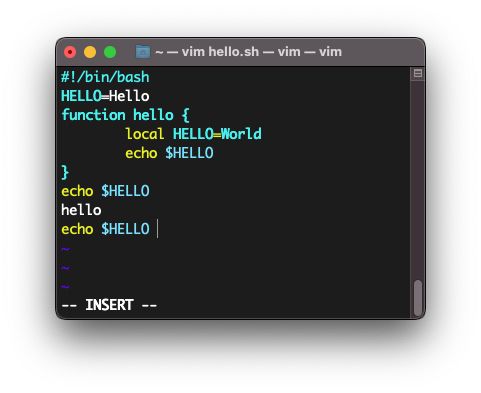 ~ — vim hello.sh — vim — vim
#!/bin/bash
HELLO=Hello
function hello {
        local HELLO=World
        echo $HELLO
}
echo $HELLO
hello
echo $HELLO
~
~
~
-- INSERT --